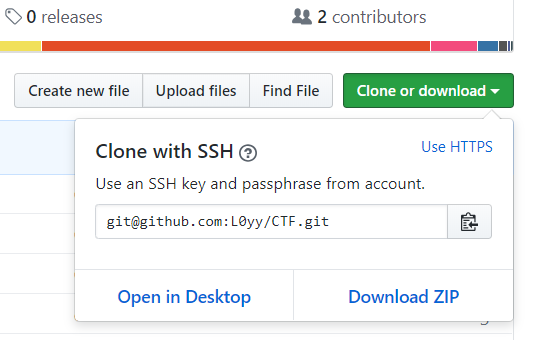 0 releases
2 contributors
Create new file
Upload files
Find File
Clone or download
Clone with SSH
Use HTTPS
Use an SSH key and passphrase from account.
git@github.com:L0yy/CTF.git
Open in Desktop
Download ZIP